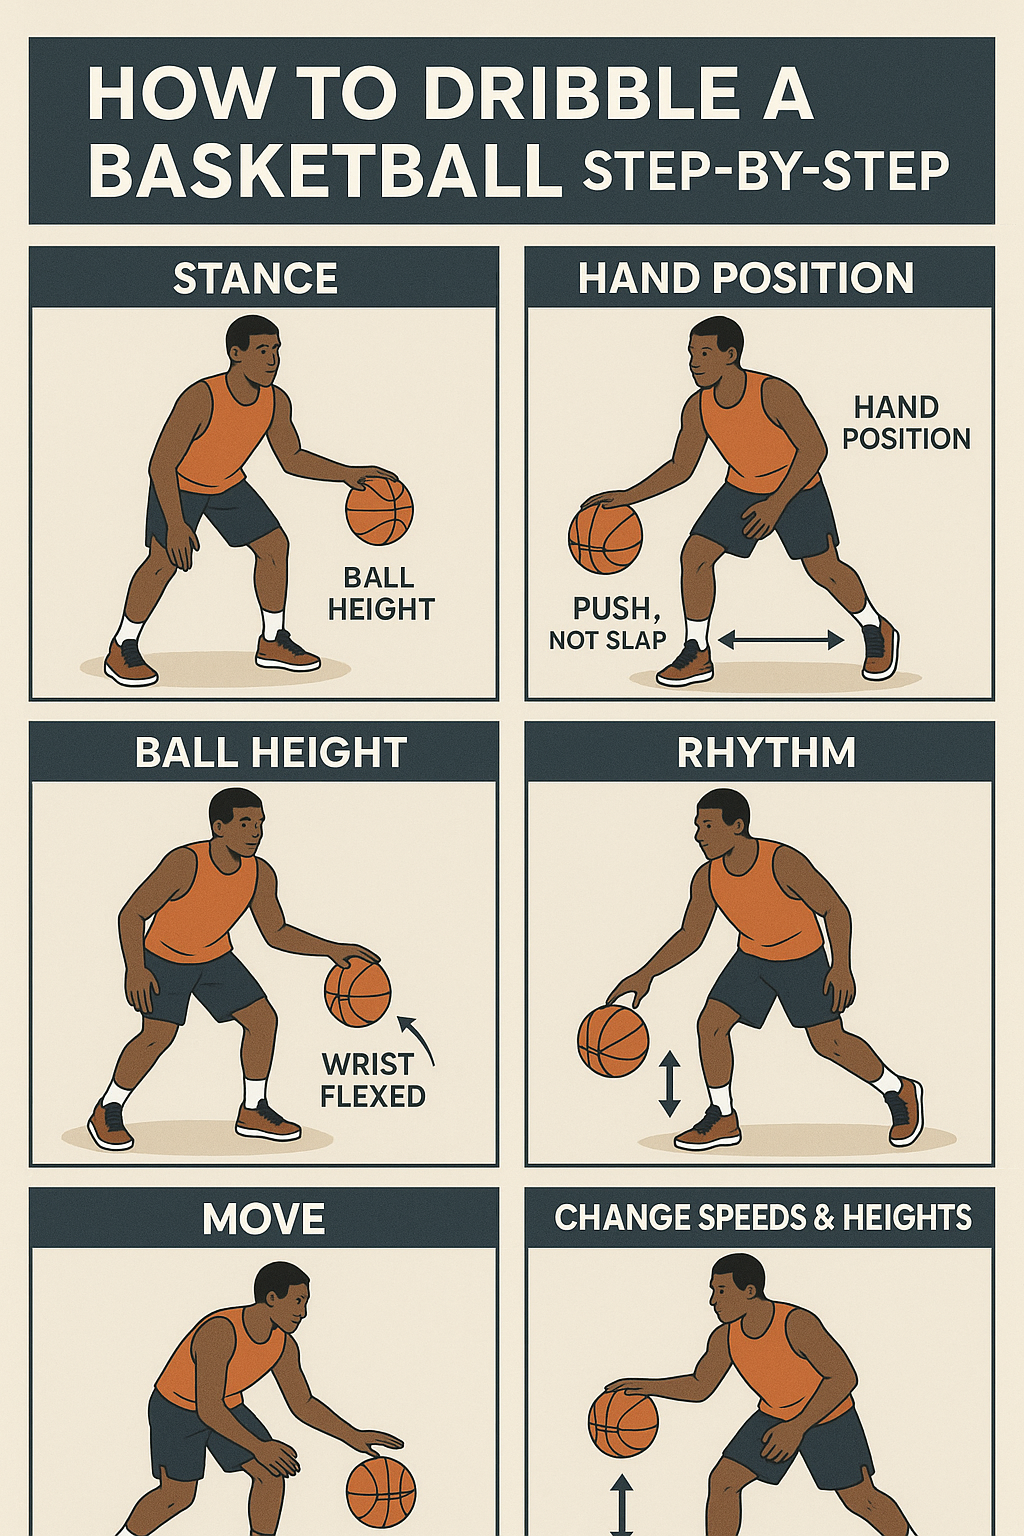 HOW TO DRIBBLE A
BASKETBALL STEP-BY-STEP
STANCE
BALL
HEIGHT
HAND POSITION
HAND
POSITION
PUSH,
NOT SLAP
BALL HEIGHT
WRIST
FLEXED
RHYTHM
MOVE
CHANGE SPEEDS & HEIGHTS